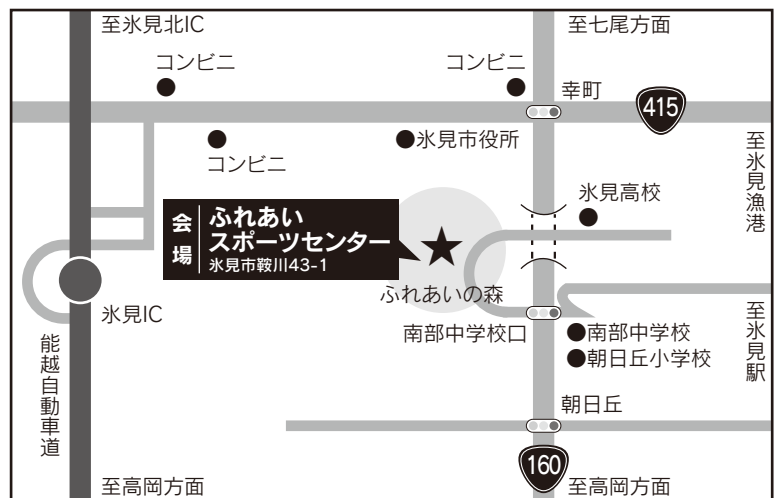 至氷見北IC
至七尾方面
コンビニ
コンビニ
幸町
415
コンビニ
●氷見市役所
至氷見漁港
氷見高校
会場
ふれあい
スポーツセンター
氷見市鞍川43-1
ふれあいの森
氷見IC
南部中学校口
●南部中学校
●朝日丘小学校
至氷見駅
能越自動車道
朝日丘
160
至高岡方面
至高岡方面